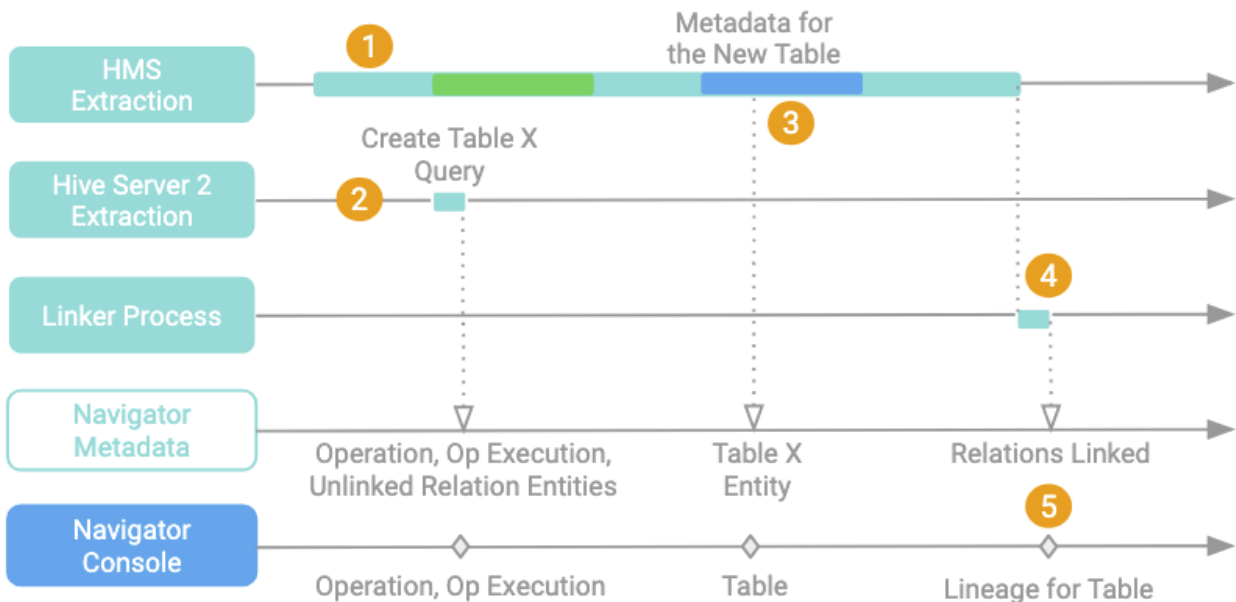 Metadata for
the New Table
1
HMS
Extraction
3
Create Table X
Query
Hive Server 2
Extraction
2
4
Linker Process
Navigator
Metadata
Operation, Op Execution,
Unlinked Relation Entities
Table X
Entity
Relations Linked
5
Navigator
Console
Operation, Op Execution
Table
Lineage for Table